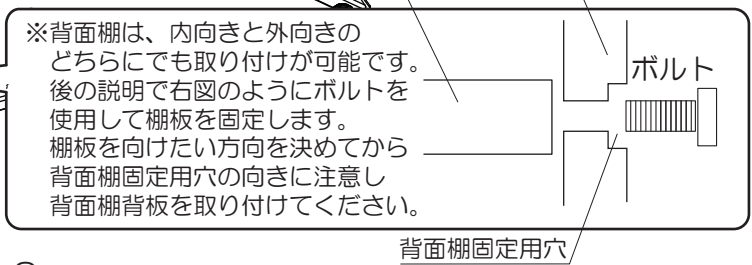 ※背面棚は、内向きと外向きの
どちらにでも取り付けが可能です。
後の説明で右図のようにボルトを
使用して棚板を固定します。
棚板を向けたい方向を決めてから
背面棚固定用穴の向きに注意し
背面棚背板を取り付けてください。
ボルト
背面棚固定用穴